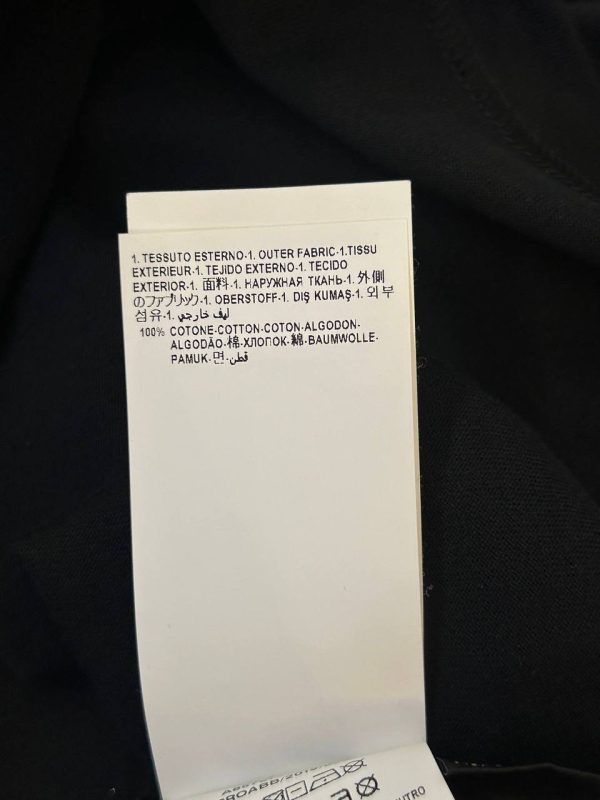 1. TESSUTO ESTERNO-1. OUTER FABRIC-1.TISSU
EXTERIEUR-1. TEJIDO EXTERNO-1. TECIDO
EXTERIOR-1. 面料-1. НАРУЖНАЯ ТКАНЬ-1. 外側
のファブリック-1. OBERSTOFF-1. DIŞ KUMAŞ-1. 외부
섬유-1. ليف خارجي
100% COTONE-COTTON-COTON-ALGODON-
ALGODÃO-棉-ХЛОПОК-綿-BAUMWOLLE-
PAMUK-면-قطن
UTRO